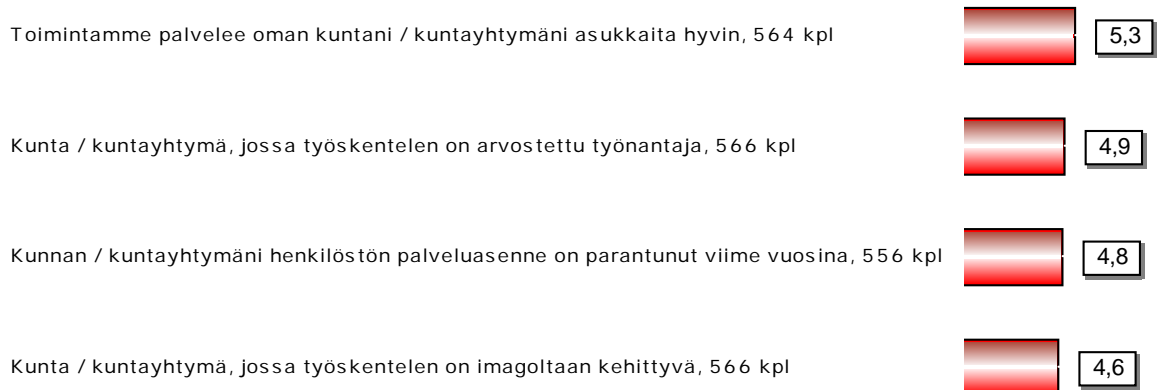 Toimintamme palvelee oman kuntani / kuntayhtymäni asukkaita hyvin, 564 kpl 5,3
Kunta / kuntayhtymä, jossa työskentelen on arvostettu työnantaja, 566 kpl 4,9
Kunnan / kuntayhtymäni henkilöstön palveluasenne on parantunut viime vuosina, 556 kpl 4,8
Kunta / kuntayhtymä, jossa työskentelen on imagoltaan kehittyvä, 566 kpl 4,6